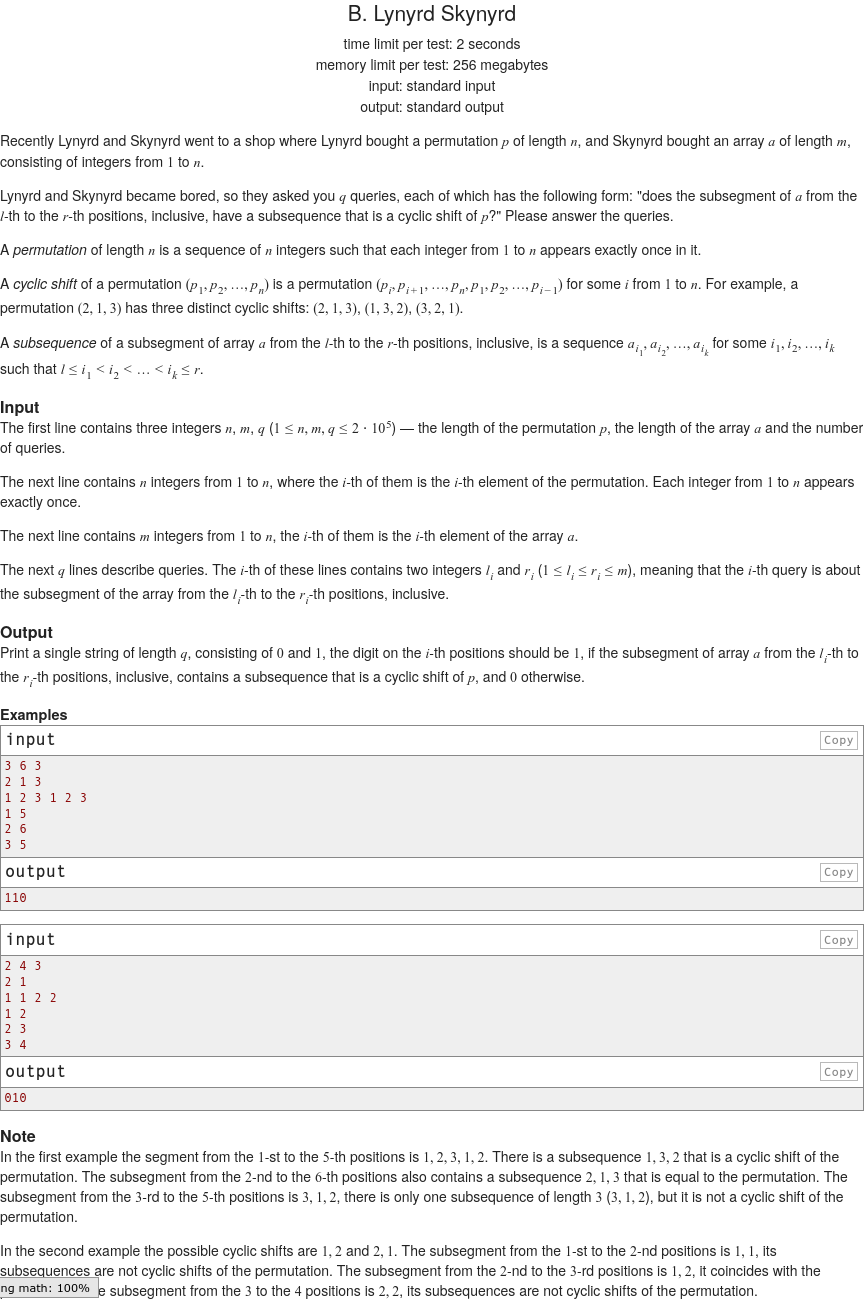 B. Lynyrd Skynyrd
time limit per test: 2 seconds
memory limit per test: 256 megabytes
input: standard input
output: standard output
Recently Lynyrd and Skynyrd went to a shop where Lynyrd bought a permutation p of length n, and Skynyrd bought an array a of length m,
consisting of integers from 1 to n.
Lynyrd and Skynyrd became bored, so they asked you q queries, each of which has the following form: "does the subsegment of a from the
l-th to the r-th positions, inclusive, have a subsequence that is a cyclic shift of p?" Please answer the queries.
A permutation of length n is a sequence of n integers such that each integer from 1 to n appears exactly once in it.
A cyclic shift of a permutation (p_1, p_2, …, p_n) is a permutation (p_i, p_{i+1}, …, p_n, p_1, p_2, …, p_{i−1}) for some i from 1 to n. For example, a
permutation (2, 1, 3) has three distinct cyclic shifts: (2, 1, 3), (1, 3, 2), (3, 2, 1).
A subsequence of a subsegment of array a from the l-th to the r-th positions, inclusive, is a sequence a_{i_1}, a_{i_2}, …, a_{i_k} for some i_1, i_2, …, i_k
such that l ≤ i_1 < i_2 < … < i_k ≤ r.
Input
The first line contains three integers n, m, q (1 ≤ n, m, q ≤ 2 · 10^5) — the length of the permutation p, the length of the array a and the number
of queries.
The next line contains n integers from 1 to n, where the i-th of them is the i-th element of the permutation. Each integer from 1 to n appears
exactly once.
The next line contains m integers from 1 to n, the i-th of them is the i-th element of the array a.
The next q lines describe queries. The i-th of these lines contains two integers l_i and r_i (1 ≤ l_i ≤ r_i ≤ m), meaning that the i-th query is about
the subsegment of the array from the l_i-th to the r_i-th positions, inclusive.
Output
Print a single string of length q, consisting of 0 and 1, the digit on the i-th positions should be 1, if the subsegment of array a from the l_i-th to
the r_i-th positions, inclusive, contains a subsequence that is a cyclic shift of p, and 0 otherwise.
Examples
input Copy
3 6 3
2 1 3
1 2 3 1 2 3
1 5
2 6
3 5
output Copy
110
input Copy
2 4 3
2 1
1 1 2 2
1 2
2 3
3 4
output Copy
010
Note
In the first example the segment from the 1-st to the 5-th positions is 1, 2, 3, 1, 2. There is a subsequence 1, 3, 2 that is a cyclic shift of the
permutation. The subsegment from the 2-nd to the 6-th positions also contains a subsequence 2, 1, 3 that is equal to the permutation. The
subsegment from the 3-rd to the 5-th positions is 3, 1, 2, there is only one subsequence of length 3 (3, 1, 2), but it is not a cyclic shift of the
permutation.
In the second example the possible cyclic shifts are 1, 2 and 2, 1. The subsegment from the 1-st to the 2-nd positions is 1, 1, its
subsequences are not cyclic shifts of the permutation. The subsegment from the 2-nd to the 3-rd positions is 1, 2, it coincides with the
ng math: 100% e subsegment from the 3 to the 4 positions is 2, 2, its subsequences are not cyclic shifts of the permutation.